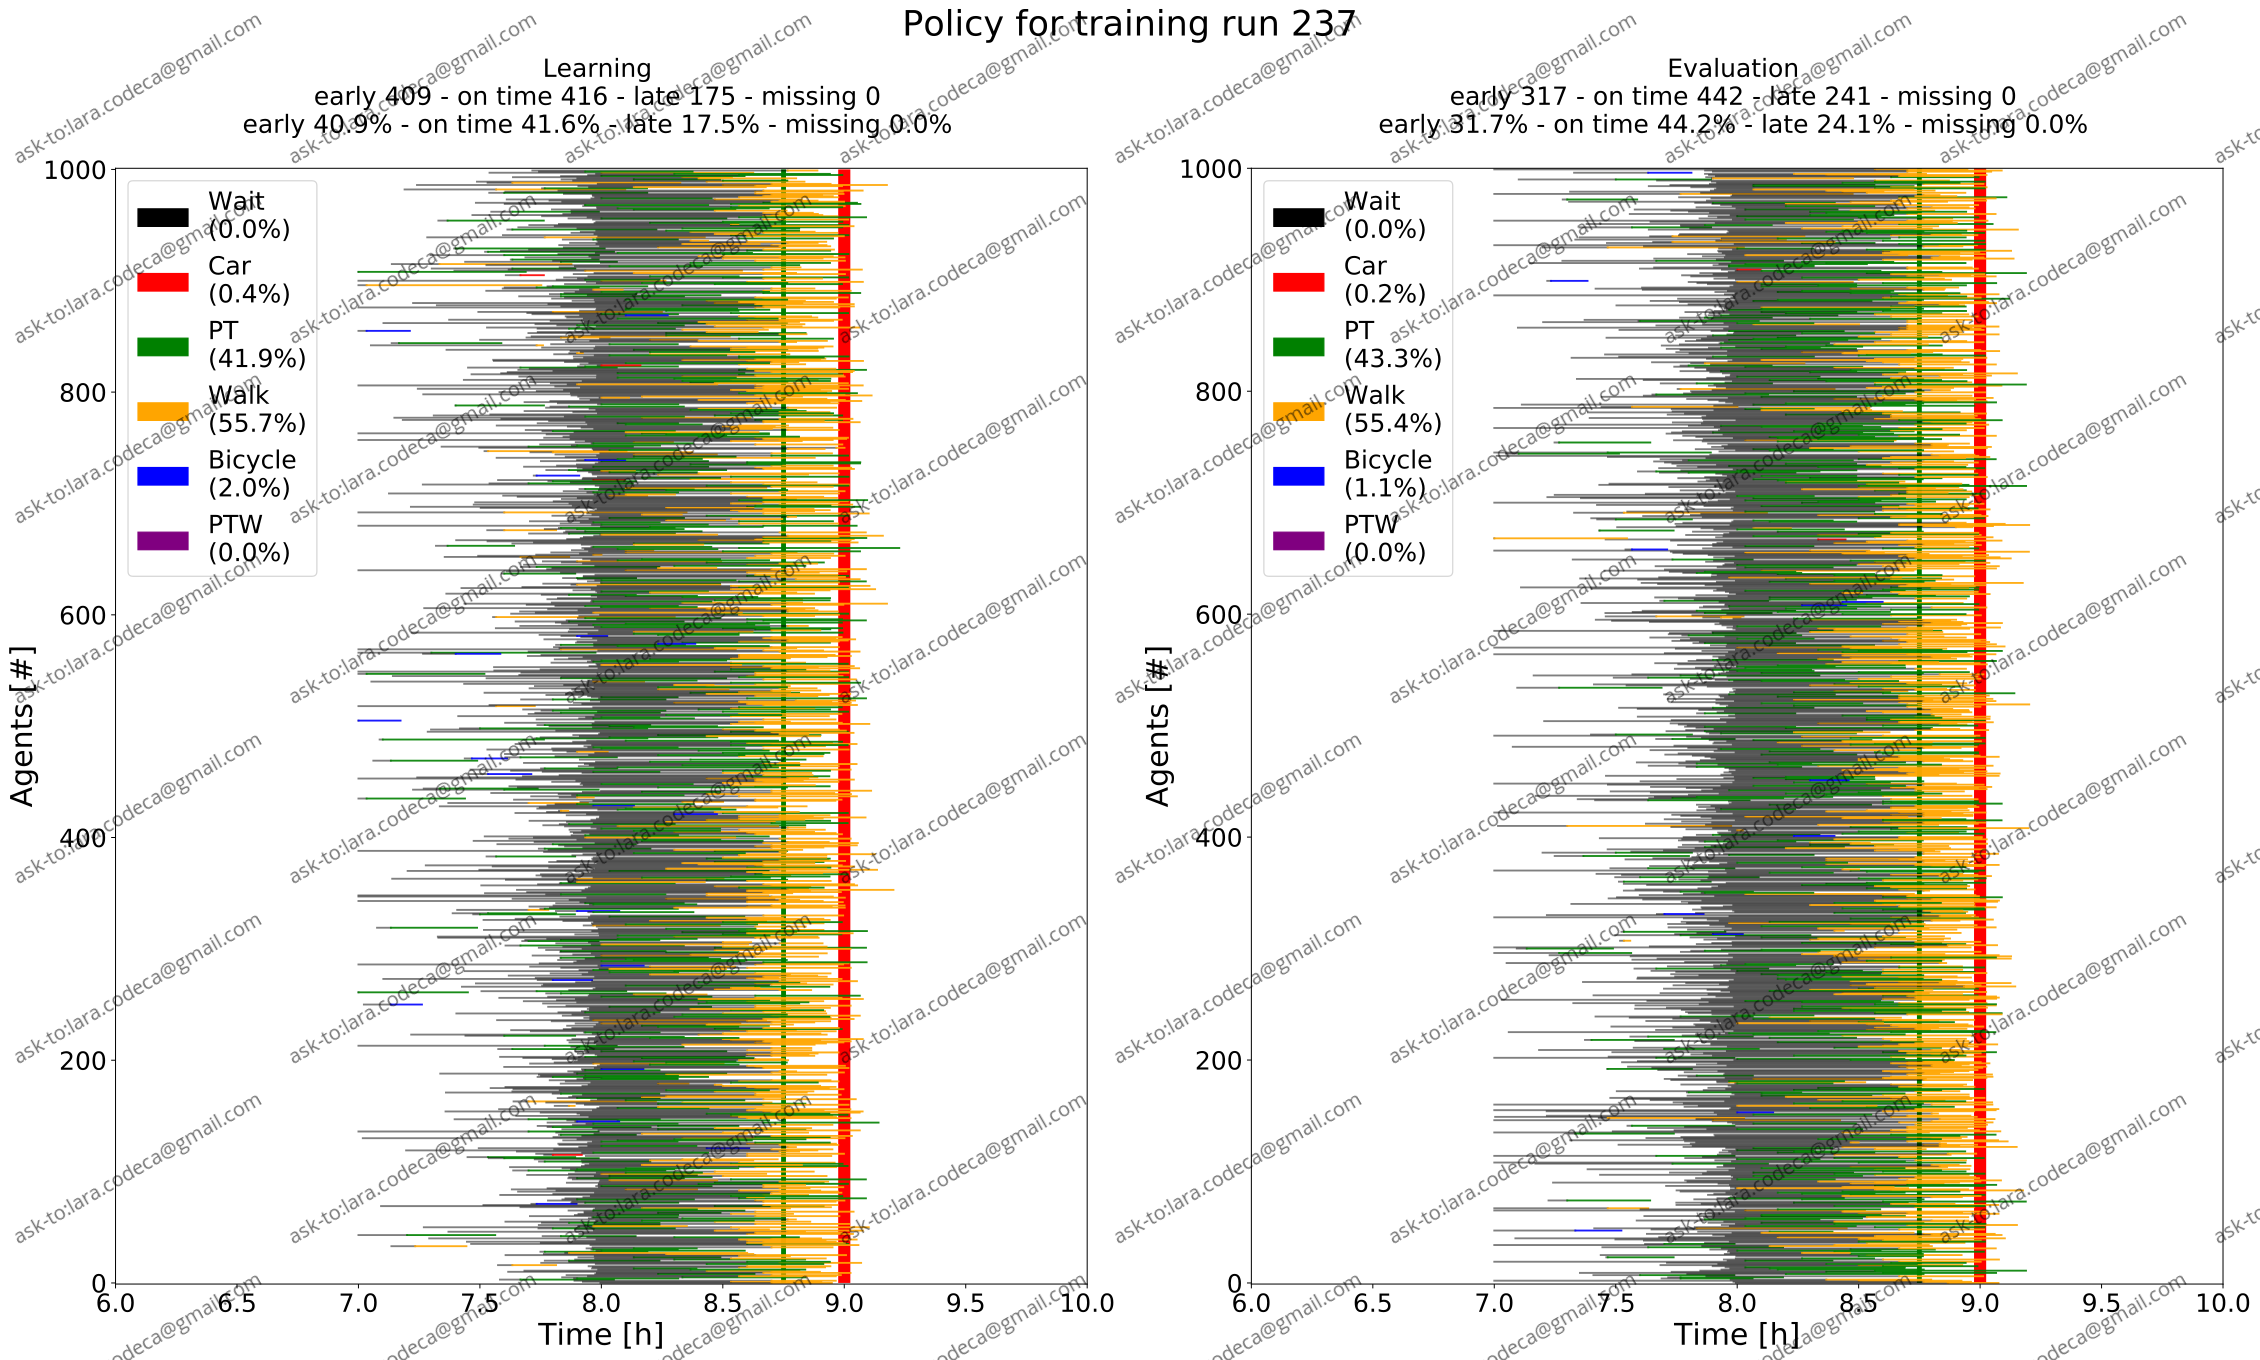 Policy for training run 237
Learning
early 409 - on time 416 - late 175 - missing 0
early 40.9% - on time 41.6% - late 17.5% - missing 0.0%
1000
800
600
400
200
0
Agents [#]
Wait
(0.0%)
Car
(0.4%)
PT
(41.9%)
Walk
(55.7%)
Bicycle
(2.0%)
PTW
(0.0%)
6.0 6.5 7.0 7.5 8.0 8.5 9.0 9.5 10.0
Time [h]
Evaluation
early 317 - on time 442 - late 241 - missing 0
early 31.7% - on time 44.2% - late 24.1% - missing 0.0%
1000
800
600
400
200
0
Agents [#]
Wait
(0.0%)
Car
(0.2%)
PT
(43.3%)
Walk
(55.4%)
Bicycle
(1.1%)
PTW
(0.0%)
6.0 6.5 7.0 7.5 8.0 8.5 9.0 9.5 10.0
Time [h]
ask-to:lara.codeca@gmail.com